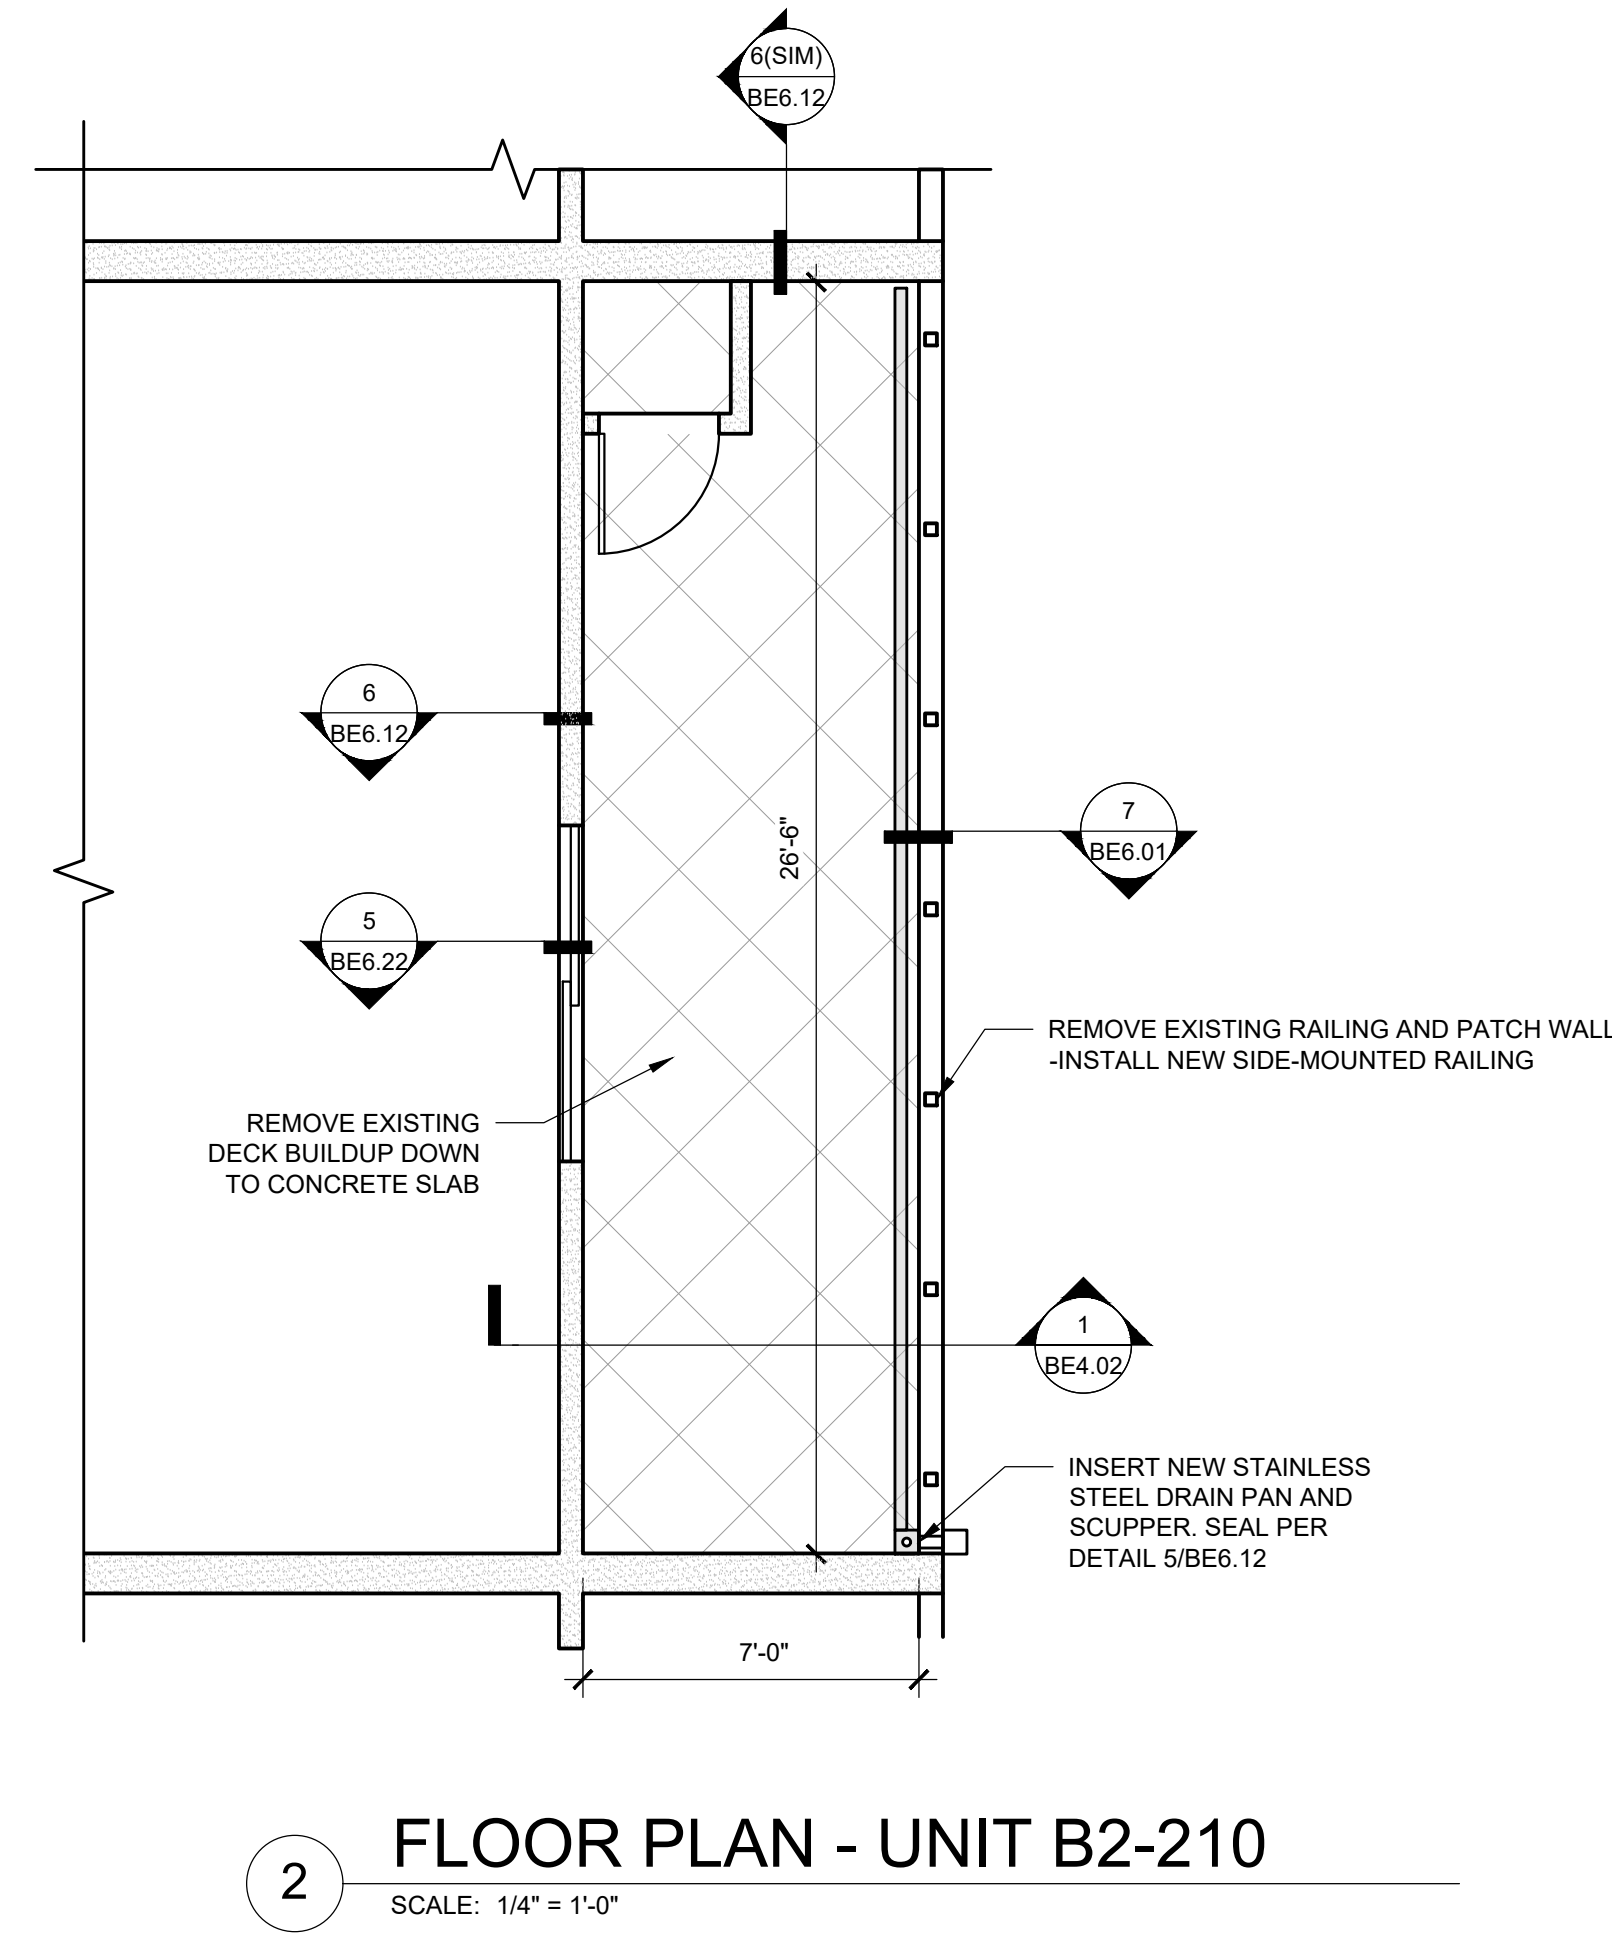 6(SIM)
BE6.12
6
BE6.12
7
BE6.01
26'-6"
5
BE6.22
REMOVE EXISTING RAILING AND PATCH WALL
-INSTALL NEW SIDE-MOUNTED RAILING
REMOVE EXISTING
DECK BUILDUP DOWN
TO CONCRETE SLAB
1
BE4.02
INSERT NEW STAINLESS
STEEL DRAIN PAN AND
SCUPPER. SEAL PER
DETAIL 5/BE6.12
7'-0"
2
FLOOR PLAN - UNIT B2-210
SCALE: 1/4" = 1'-0"